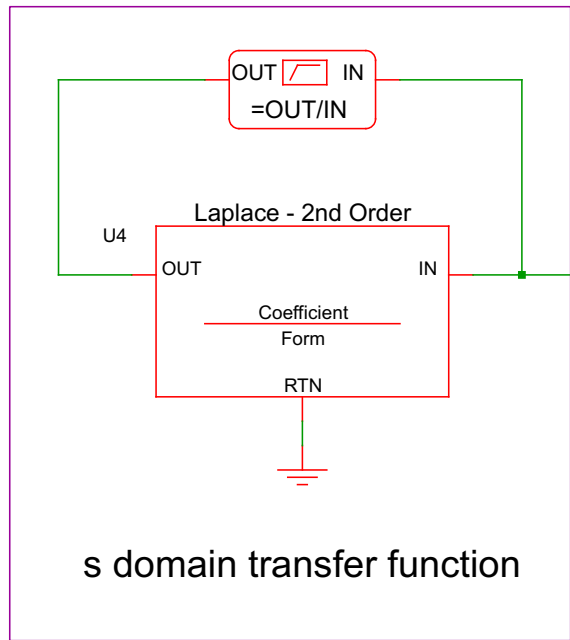 OUT IN
=OUT/IN
Laplace - 2nd Order
U4
OUT IN
Coefficient
Form
RTN
s domain transfer function